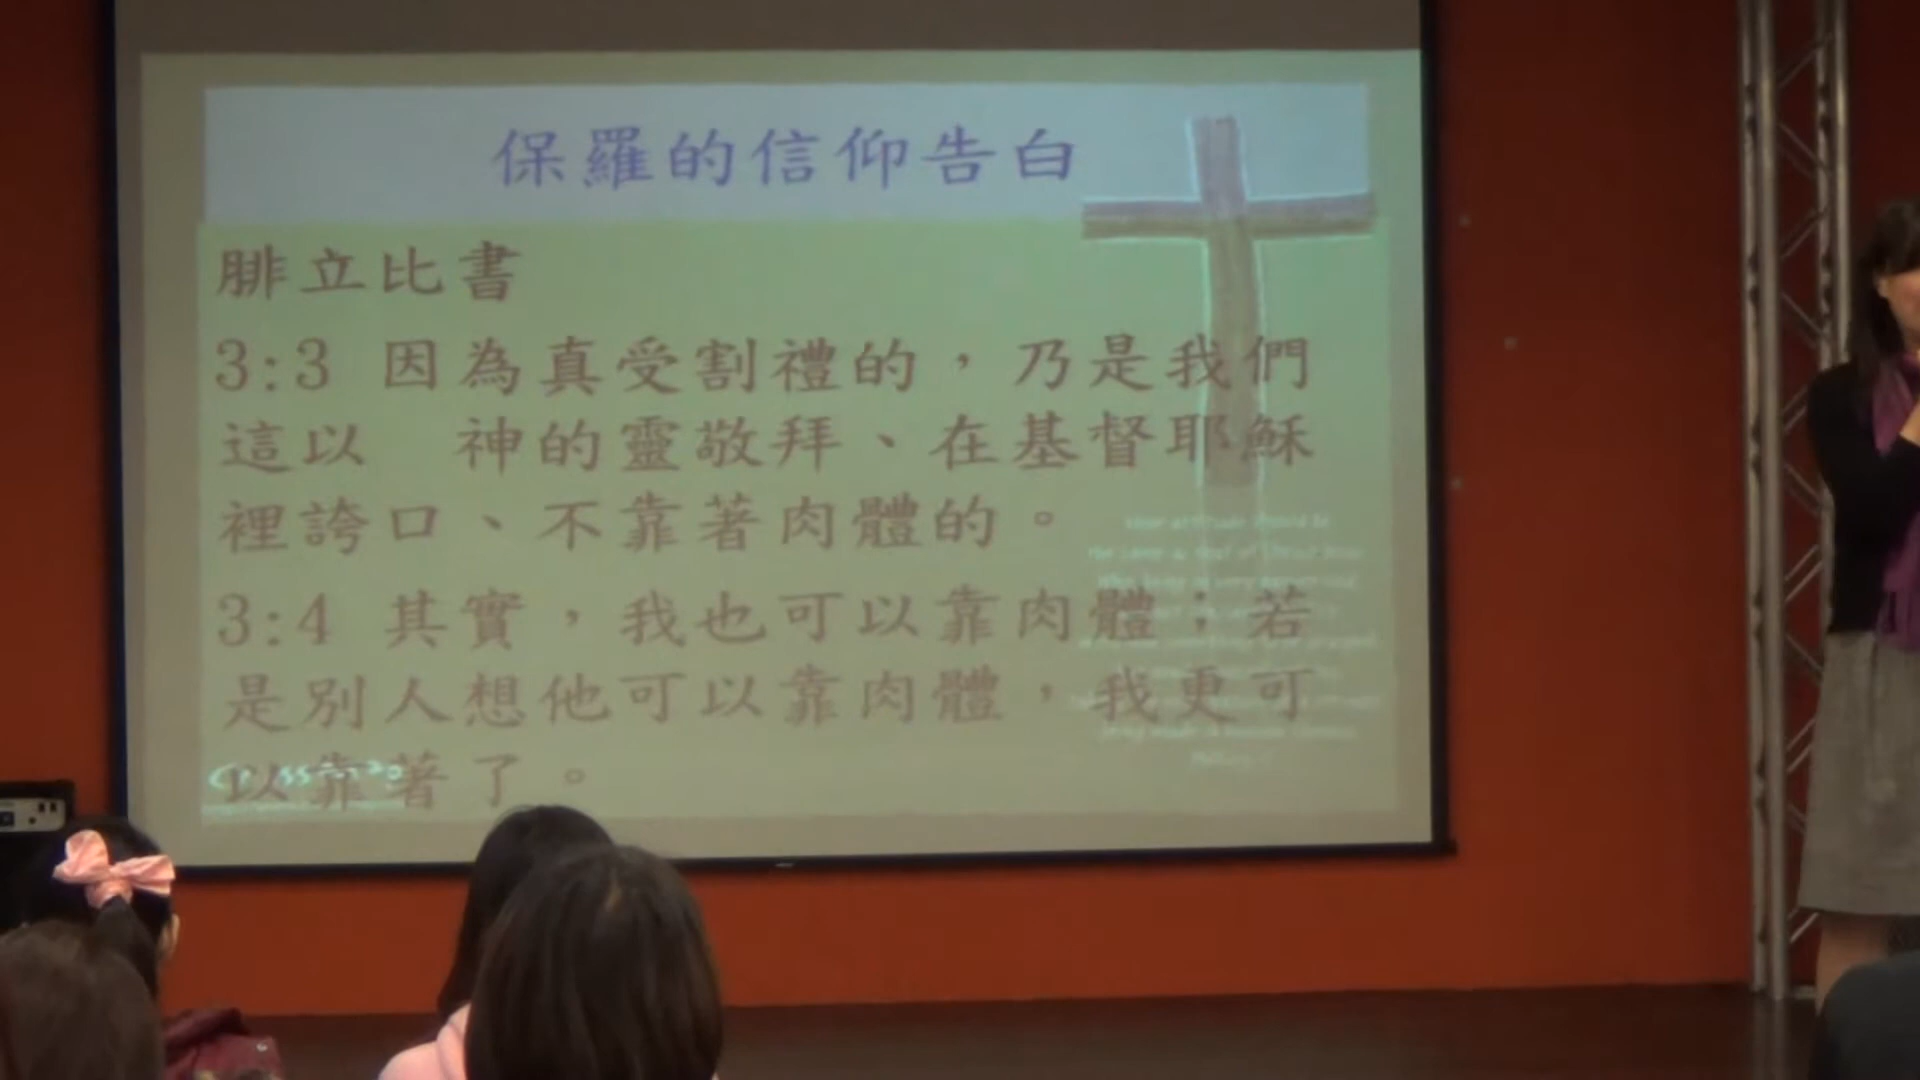 保羅的信仰告白
腓立比書
3:3 因為真受割禮的，乃是我們
這以　神的靈敬拜、在基督耶穌
裡誇口、不靠著肉體的。
3:4 其實，我也可以靠肉體；若
是別人想他可以靠肉體，我更可
以靠著了。